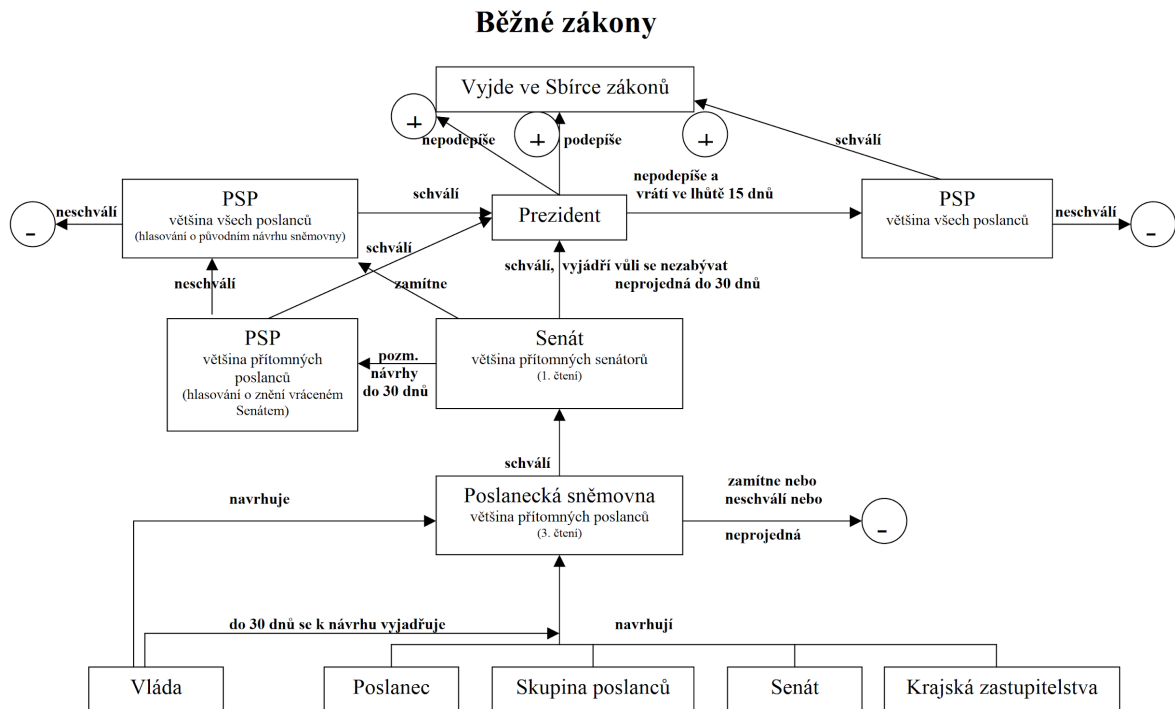 Běžné zákony
Vyjde ve Sbírce zákonů
+
+
+
nepodepíše
podepíše
schválí
nepodepíše a
vrátí ve lhůtě 15 dnů
PSP
většina všech poslanců
(hlasování o původním návrhu sněmovny)
neschválí
-
schválí
Prezident
PSP
většina všech poslanců
neschválí
-
schválí
neschválí
zamítne
schválí, vyjádří vůli se nezabývat
neprojedná do 30 dnů
PSP
většina přítomných
poslanců
(hlasování o znění vráceném
Senátem)
pozm.
návrhy
do 30 dnů
Senát
většina přítomných senátorů
(1. čtení)
schválí
navrhuje
Poslanecká sněmovna
většina přítomných poslanců
(3. čtení)
zamítne nebo
neschválí nebo
neprojedná
-
do 30 dnů se k návrhu vyjadřuje
navrhují
Vláda
Poslanec
Skupina poslanců
Senát
Krajská zastupitelstva